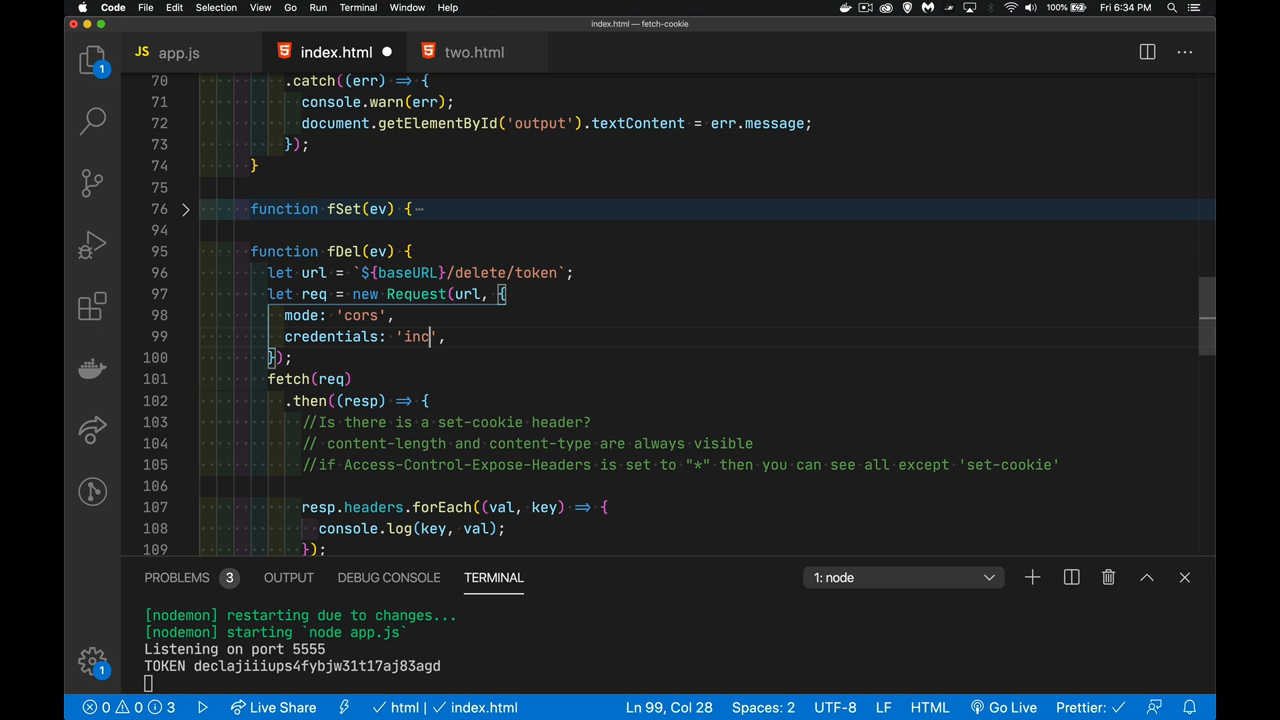 Code File Edit Selection View Go Run Terminal Window Help 100% Fri 6:34 PM
index.html — fetch-cookie
JS app.js index.html two.html
70 .catch((err) => {
71 console.warn(err);
72 document.getElementById('output').textContent = err.message;
73 });
74 }
75
76 function fSet(ev) {⋯
94
95 function fDel(ev) {
96 let url = `${baseURL}/delete/token`;
97 let req = new Request(url, {
98 mode: 'cors',
99 credentials: 'inc',
100 });
101 fetch(req)
102 .then((resp) => {
103 //Is there is a set-cookie header?
104 // content-length and content-type are always visible
105 //if Access-Control-Expose-Headers is set to "*" then you can see all except 'set-cookie'
106
107 resp.headers.forEach((val, key) => {
108 console.log(key, val);
109 });
PROBLEMS 3 OUTPUT DEBUG CONSOLE TERMINAL 1: node
[nodemon] restarting due to changes...
[nodemon] starting `node app.js`
Listening on port 5555
TOKEN declajiiiups4fybjw31t17aj83agd
1
1
0 0 3 Live Share html index.html Ln 99, Col 28 Spaces: 2 UTF-8 LF HTML Go Live Prettier: ✓